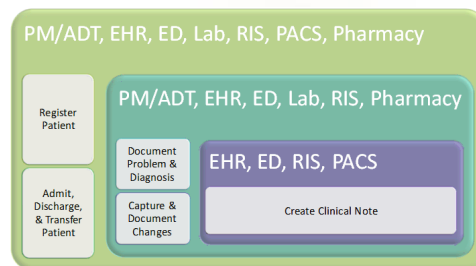 PM/ADT, EHR, ED, Lab, RIS, PACS, Pharmacy
Register
Patient
Admit,
Discharge,
& Transfer
Patient
PM/ADT, EHR, ED, Lab, RIS, Pharmacy
Document
Problem &
Diagnosis
Capture &
Document
Changes
EHR, ED, RIS, PACS
Create Clinical Note